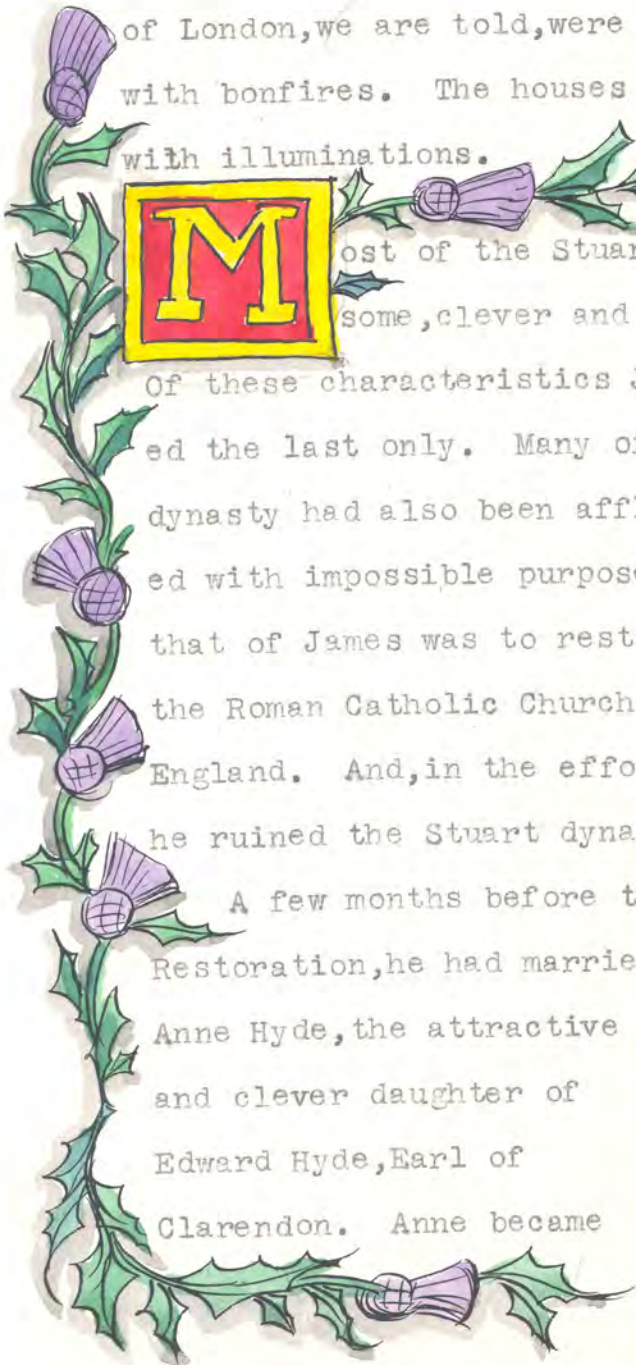 of London,we are told,were
with bonfires. The houses
with illuminations.
Most of the Stuar
some,clever and
Of these characteristics
ed the last only. Many o
dynasty had also been aff
ed with impossible purpose
that of James was to rest
the Roman Catholic Church
England. And,in the effo
he ruined the Stuart dyna
A few months before t
Restoration,he had marrie
Anne Hyde,the attractive
and clever daughter of
Edward Hyde,Earl of
Clarendon. Anne became